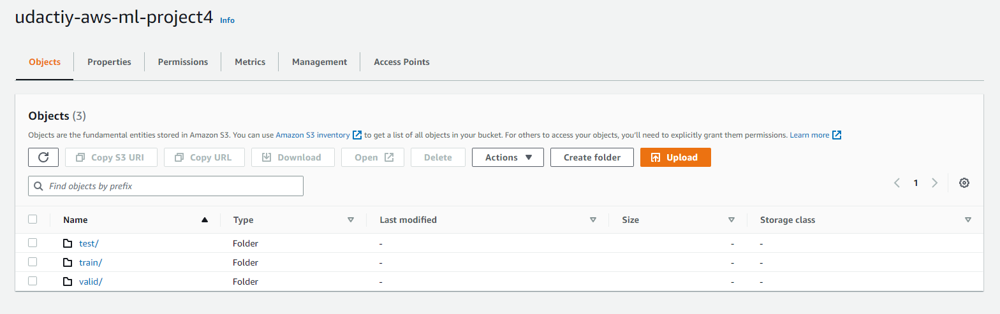 udactiy-aws-ml-project4 Info
Objects Properties Permissions Metrics Management Access Points
Objects (3)
Objects are the fundamental entities stored in Amazon S3. You can use Amazon S3 inventory to get a list of all objects in your bucket. For others to access your objects, you'll need to explicitly grant them permissions. Learn more
Copy S3 URI Copy URL Download Open Delete Actions Create folder Upload
Find objects by prefix 1
Name Type Last modified Size Storage class
test/ Folder - - -
train/ Folder - - -
valid/ Folder - - -